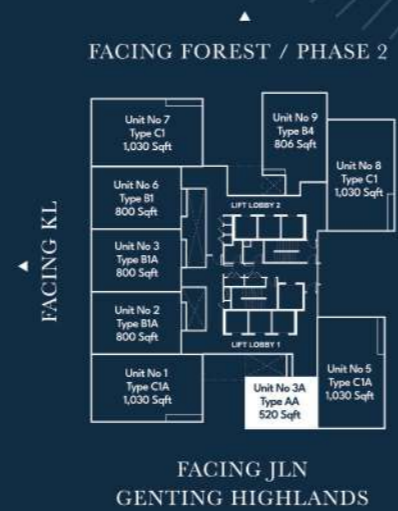 FACING FOREST / PHASE 2
Unit No 7
Type C1
1,030 Sqft
Unit No 9
Type B4
806 Sqft
Unit No 8
Type C1
1,030 Sqft
Unit No 6
Type B1
800 Sqft
LIFT LOBBY 2
FACING KL
Unit No 3
Type B1A
800 Sqft
Unit No 2
Type B1A
800 Sqft
LIFT LOBBY 1
Unit No 1
Type C1A
1,030 Sqft
Unit No 3A
Type AA
520 Sqft
Unit No 5
Type C1A
1,030 Sqft
FACING JLN
GENTING HIGHLANDS